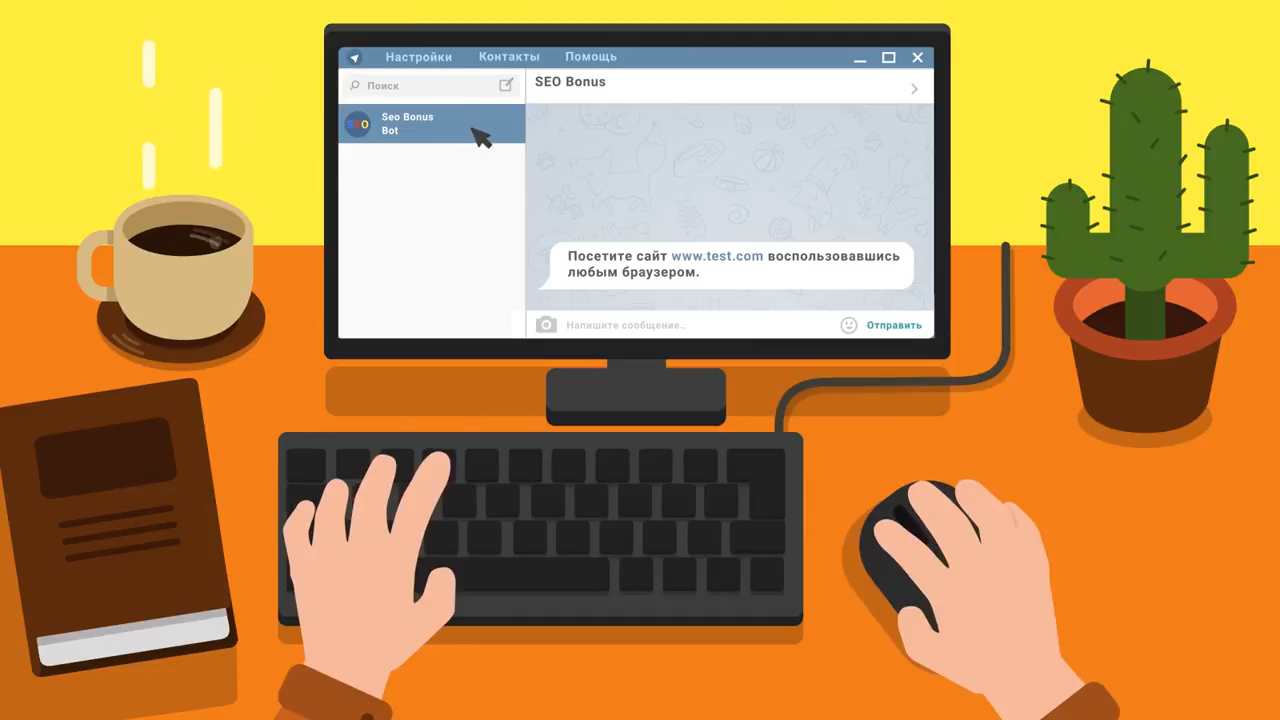 Настройки Контакты Помощь
Поиск
SEO Bonus
SEO
Seo Bonus
Bot
Посетите сайт www.test.com воспользовавшись
любым браузером.
Напишите сообщение..
Отправить